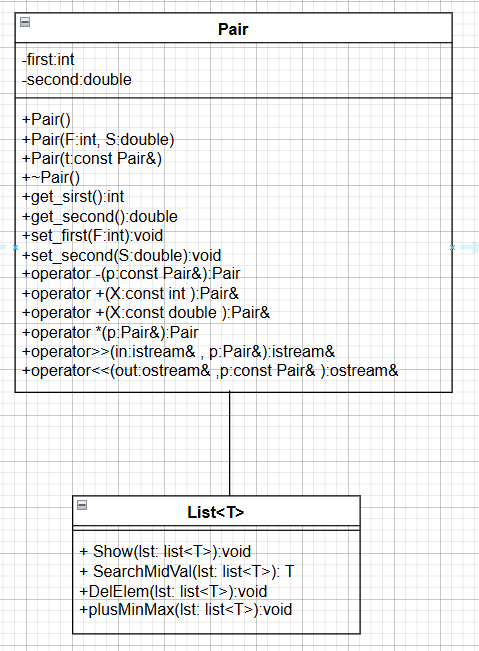 Pair
-first:int
-second:double
+Pair()
+Pair(F:int, S:double)
+Pair(t:const Pair&)
+~Pair()
+get_sirst():int
+get_second():double
+set_first(F:int):void
+set_second(S:double):void
+operator -(p:const Pair&):Pair
+operator +(X:const int ):Pair&
+operator +(X:const double ):Pair&
+operator *(p:Pair&):Pair
+operator>>(in:istream& , p:Pair&):istream&
+operator<<(out:ostream& ,p:const Pair& ):ostream&
List<T>
+ Show(lst: list<T>):void
+ SearchMidVal(lst: list<T>): T
+DelElem(lst: list<T>):void
+plusMinMax(lst: list<T>):void